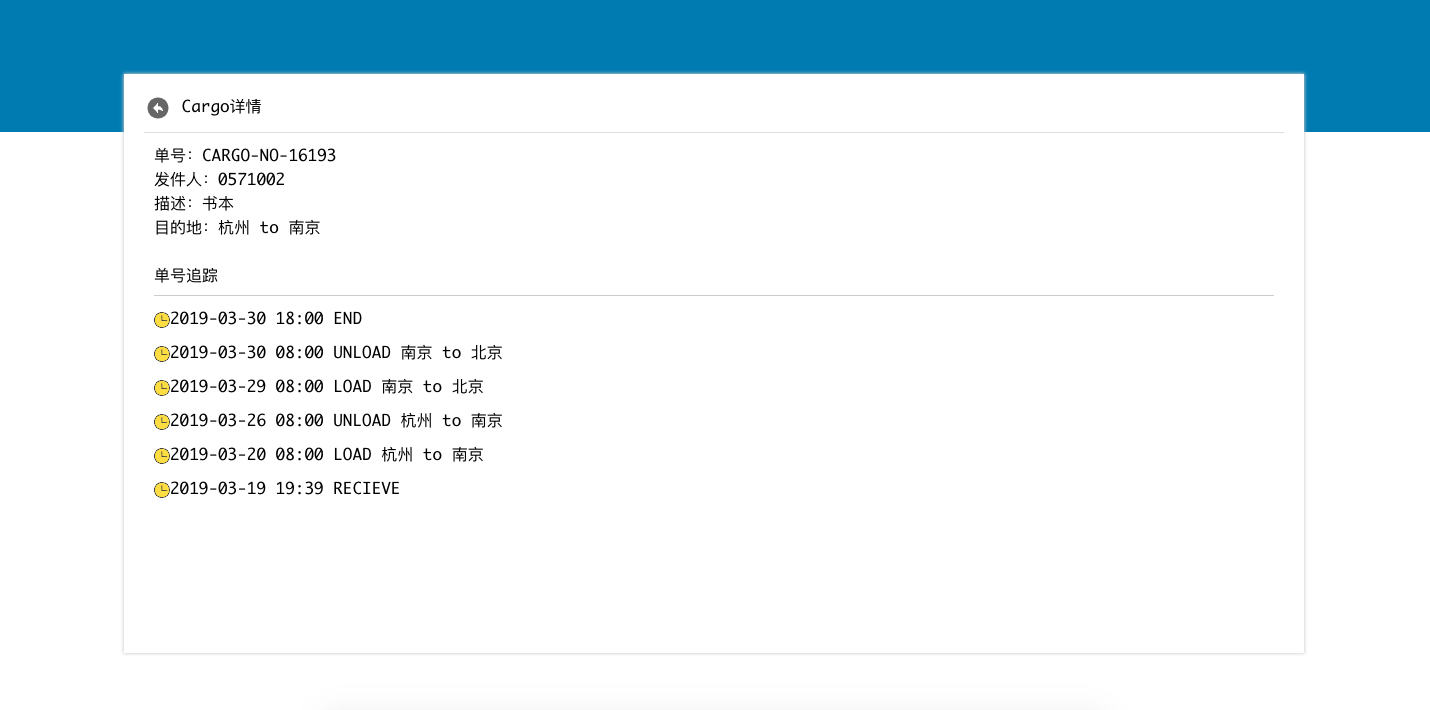 Cargo详情
单号：CARGO-NO-16193
发件人：0571002
描述：书本
目的地：杭州 to 南京
单号追踪
2019-03-30 18:00 END
2019-03-30 08:00 UNLOAD 南京 to 北京
2019-03-29 08:00 LOAD 南京 to 北京
2019-03-26 08:00 UNLOAD 杭州 to 南京
2019-03-20 08:00 LOAD 杭州 to 南京
2019-03-19 19:39 RECIEVE